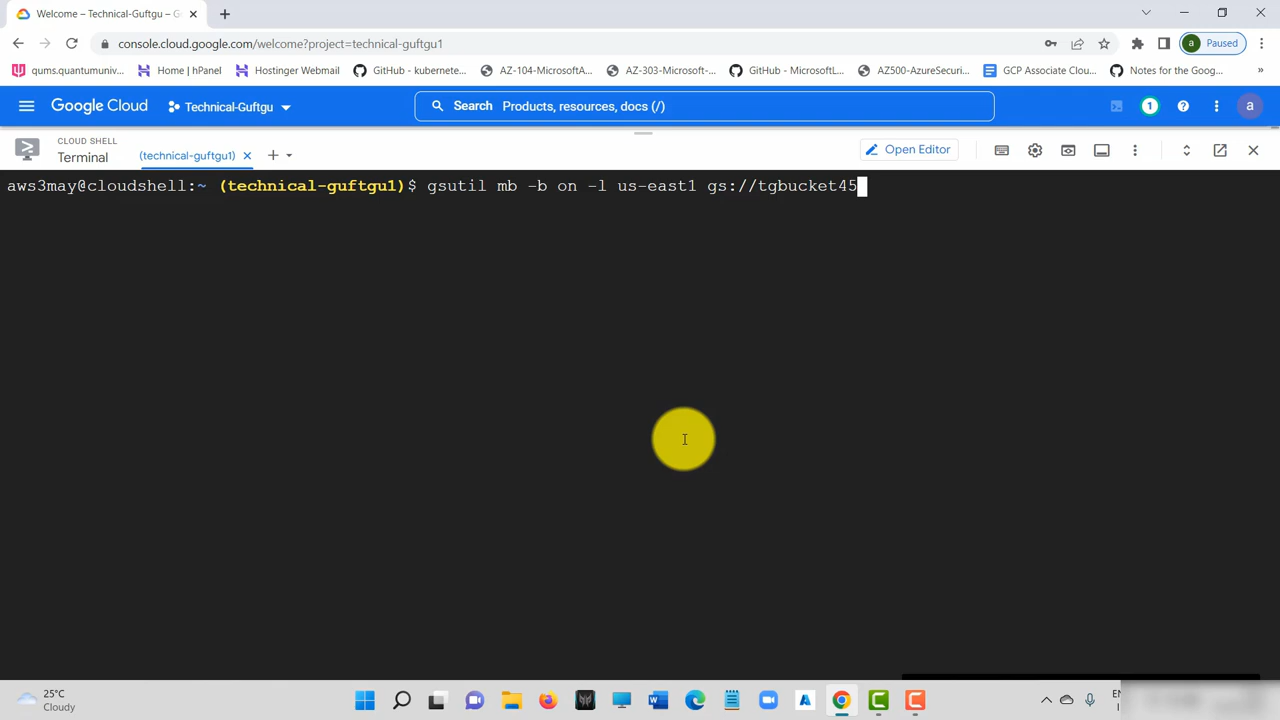 Welcome – Technical-Guftgu – G
console.cloud.google.com/welcome?project=technical-guftgu1
Paused
qums.quantumuniv...
Home | hPanel
Hostinger Webmail
GitHub - kubernete...
AZ-104-MicrosoftA...
AZ-303-Microsoft-...
GitHub - MicrosoftL...
AZ500-AzureSecuri...
GCP Associate Clou...
Notes for the Goog...
Google Cloud
Technical-Guftgu
Search Products, resources, docs (/)
1
a
CLOUD SHELL
Terminal
(technical-guftgu1)
Open Editor
aws3may@cloudshell:~ (technical-guftgu1)$ gsutil mb -b on -l us-east1 gs://tgbucket45
25°C
Cloudy